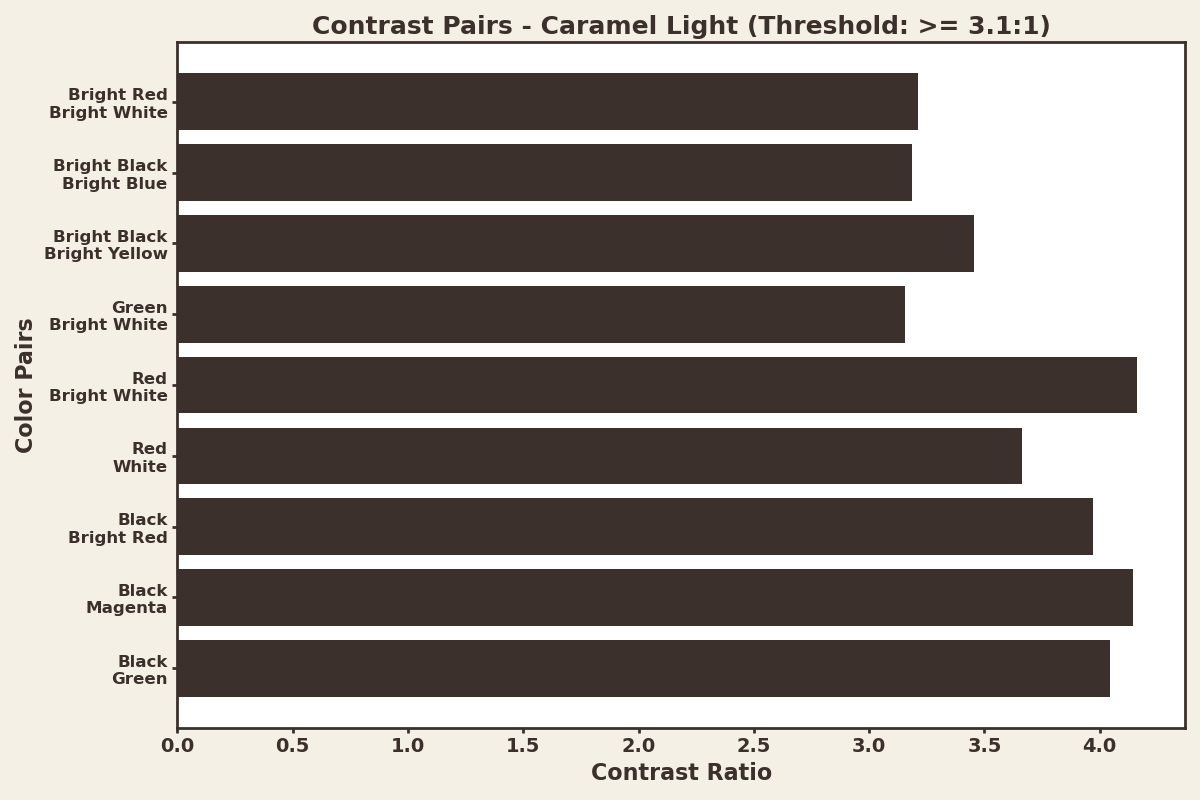 Contrast Pairs - Caramel Light (Threshold: >= 3.1:1)
Bright Red
Bright White
Bright Black
Bright Blue
Bright Black
Bright Yellow
Green
Bright White
Red
Bright White
Red
White
Black
Bright Red
Black
Magenta
Black
Green
Color Pairs
0.0 0.5 1.0 1.5 2.0 2.5 3.0 3.5 4.0
Contrast Ratio